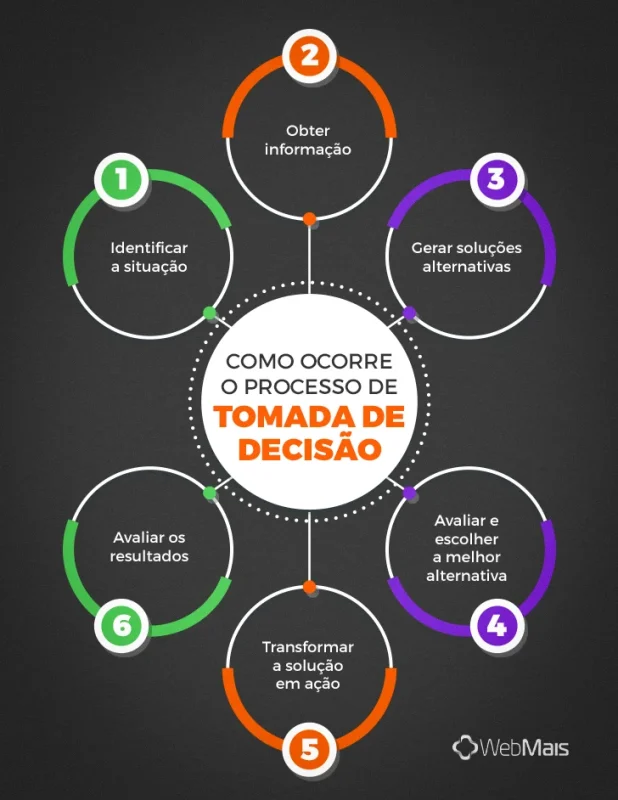 COMO OCORRE
O PROCESSO DE
TOMADA DE
DECISÃO
1
Identificar
a situação
2
Obter
informação
3
Gerar soluções
alternativas
4
Avaliar e
escolher
a melhor
alternativa
5
Transformar
a solução
em ação
6
Avaliar os
resultados
WebMais